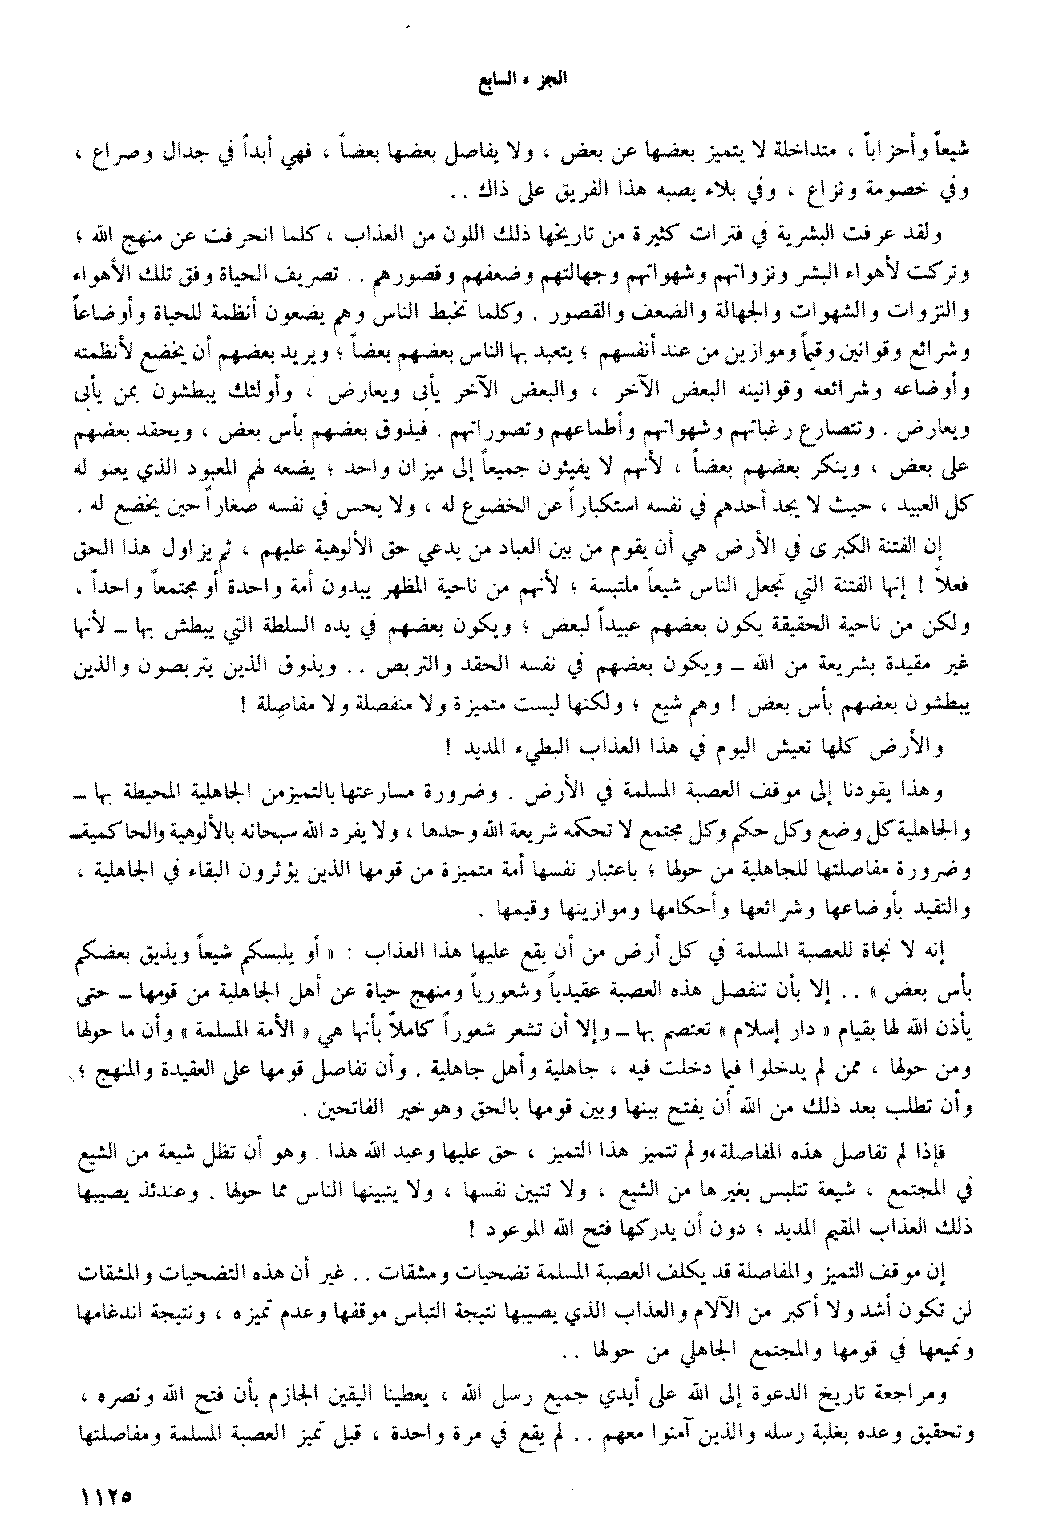 الجزء السابع
شيعاً وأحزاباً ، متداخلة لا يتميز بعضها عن بعض ، ولا يفاصل بعضها بعضاً ، فهي أبداً في جدال وصراع ،
وفي خصومة ونزاع ، وفي بلاء يصبه هذا الفريق على ذاك ..
ولقد عرفت البشرية في فترات كثيرة من تاريخها ذلك اللون من العذاب ، كلما انحرفت عن منهج الله ؛
وتركت لأهواء البشر ونزواتهم وشهواتهم وجهالتهم وضعفهم وقصورهم .. تصريف الحياة وفق تلك الأهواء
والنزوات والشهوات والجهالة والضعف والقصور . وكلما تخبط الناس وهم يضعون أنظمة للحياة وأوضاعاً
وشرائع وقوانين وقيماً وموازين من عند أنفسهم ؛ يتعبد بها الناس بعضهم بعضاً ؛ ويريد بعضهم أن يخضع لأنظمته
وأوضاعه وشرائعه وقوانينه البعض الآخر ، والبعض الآخر يأبى ويعارض ، وأولئك يبطشون بمن يأبى
ويعارض . وتتصارع رغباتهم وشهواتهم وأطماعهم وتصوراتهم . فيذوق بعضهم بأس بعض ، ويحقد بعضهم
على بعض ، وينكر بعضهم بعضاً ، لأنهم لا يفيئون جميعاً إلى ميزان واحد ؛ يضعه لهم المعبود الذي يعنو له
كل العبيد ، حيث لا يجد أحدهم في نفسه استكباراً عن الخضوع له ، ولا يحس في نفسه صغاراً حين يخضع له .
إن الفتنة الكبرى في الأرض هي أن يقوم من بين العباد من يدعي حق الألوهية عليهم ، ثم يزاول هذا الحق
فعلاً ! إنها الفتنة التي تجعل الناس شيعاً ملتبسة ؛ لأنهم من ناحية المظهر يبدون أمة واحدة أو مجتمعاً واحداً ،
ولكن من ناحية الحقيقة يكون بعضهم عبيداً لبعض ؛ ويكون بعضهم في يده السلطة التي يبطش بها – لأنها
غير مقيدة بشريعة من الله – ويكون بعضهم في نفسه الحقد والتربص .. ويذوق الذين يتربصون والذين
يبطشون بعضهم بأس بعض ! وهم شيع ؛ ولكنها ليست متميزة ولا منفصلة ولا مفاصِلة !
والأرض كلها تعيش اليوم في هذا العذاب البطيء المديد !
وهذا يقودنا إلى موقف العصبة المسلمة في الأرض . وضرورة مسارعتها بالتميز من الجاهلية المحيطة بها –
والجاهلية كل وضع وكل حكم وكل مجتمع لا تحكمه شريعة الله وحدها ، ولا يفرد الله سبحانه بالألوهية والحاكمية–
وضرورة مفاصلتها للجاهلية من حولها ؛ باعتبار نفسها أمة متميزة من قومها الذين يؤثرون البقاء في الجاهلية ،
والتقيد بأوضاعها وشرائعها وأحكامها وموازينها وقيمها .
إنه لا نجاة للعصبة المسلمة في كل أرض من أن يقع عليها هذا العذاب : « أو يلبسكم شيعاً ويذيق بعضكم
بأس بعض » .. إلا بأن تنفصل هذه العصبة عقيدياً وشعورياً ومنهج حياة عن أهل الجاهلية من قومها – حتى
يأذن الله لها بقيام « دار إسلام » تعتصم بها – وإلا أن تشعر شعوراً كاملاً بأنها هي « الأمة المسلمة » وأن ما حولها
ومن حولها ، ممن لم يدخلوا فيما دخلت فيه ، جاهلية وأهل جاهلية . وأن تفاصل قومها على العقيدة والمنهج ؛
وأن تطلب بعد ذلك من الله أن يفتح بينها وبين قومها بالحق وهو خير الفاتحين .
فإذا لم تفاصل هذه المفاصلة ، ولم تتميز هذا التميز ، حق عليها وعيد الله هذا . وهو أن تظل شيعة من الشيع
في المجتمع ، شيعة تتلبس بغيرها من الشيع ، ولا تتبين نفسها ، ولا يتبينها الناس مما حولها . وعندئذ يصيبها
ذلك العذاب المقيم المديد ؛ دون أن يدركها فتح الله الموعود !
إن موقف التميز والمفاصلة قد يكلف العصبة المسلمة تضحيات ومشقات .. غير أن هذه التضحيات والمشقات
لن تكون أشد ولا أكبر من الآلام والعذاب الذي يصيبها نتيجة التباس موقفها وعدم تميزه ، ونتيجة اندغامها
وتميعها في قومها والمجتمع الجاهلي من حولها ..
ومراجعة تاريخ الدعوة إلى الله على أيدي جميع رسل الله ، يعطينا اليقين الجازم بأن فتح الله ونصره ،
وتحقيق وعده بغلبة رسله والذين آمنوا معهم .. لم يقع في مرة واحدة ، قبل تميز العصبة المسلمة ومفاصلتها
١١٢٥